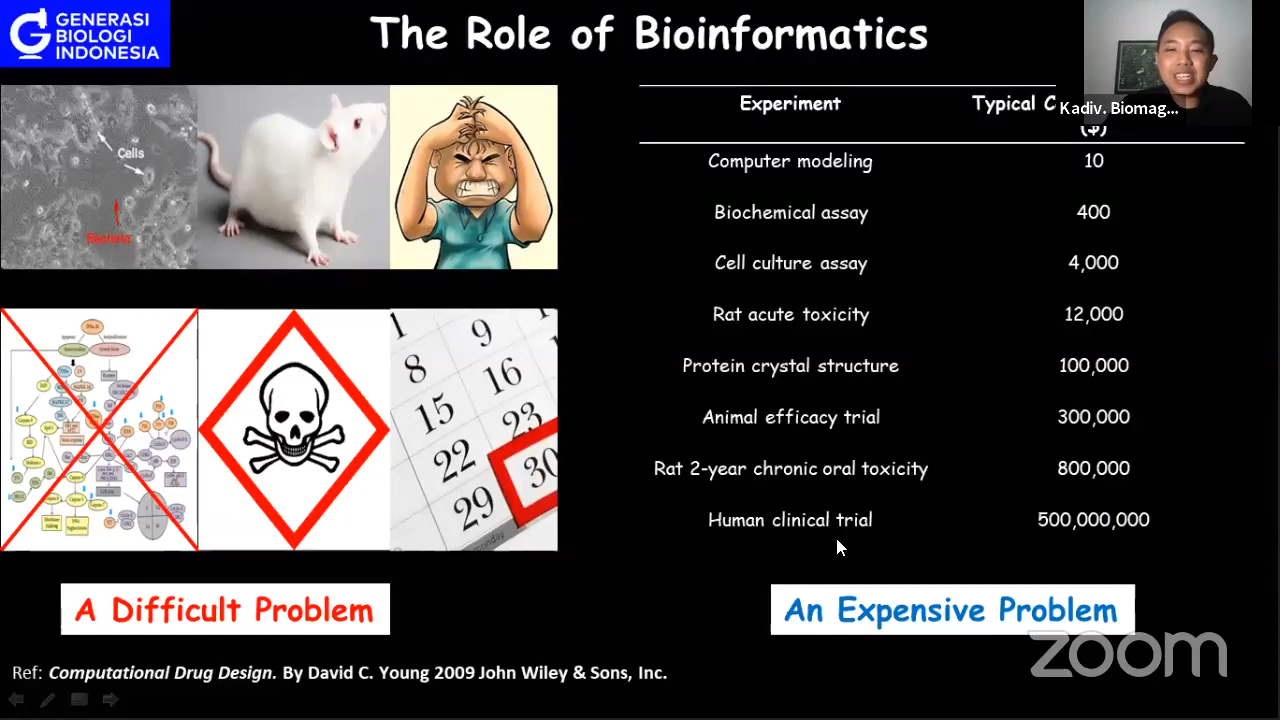 GENERASI
BIOLOGI
INDONESIA
The Role of Bioinformatics
Kadiv. Biomag...
Cells
Bacteria
1 9
8 16
15 23
22 30
29
Experiment Typical C
($)
Computer modeling 10
Biochemical assay 400
Cell culture assay 4,000
Rat acute toxicity 12,000
Protein crystal structure 100,000
Animal efficacy trial 300,000
Rat 2-year chronic oral toxicity 800,000
Human clinical trial 500,000,000
A Difficult Problem
An Expensive Problem
zoom
Ref: Computational Drug Design. By David C. Young 2009 John Wiley & Sons, Inc.